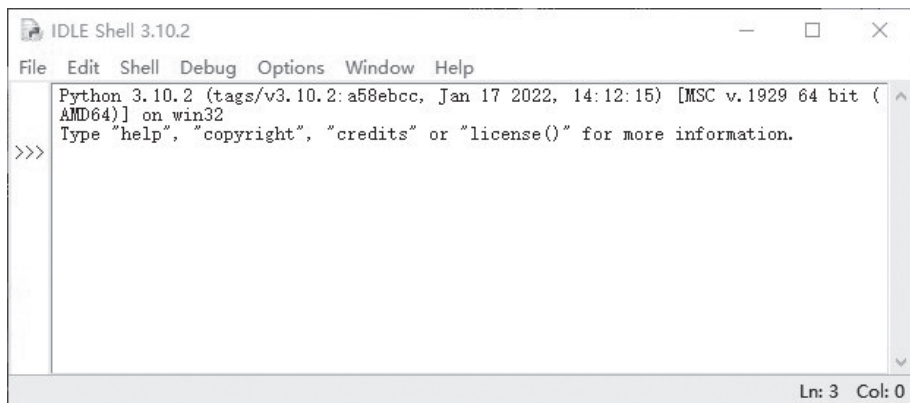 IDLE Shell 3.10.2
File Edit Shell Debug Options Window Help
Python 3.10.2 (tags/v3.10.2:a58ebcc, Jan 17 2022, 14:12:15) [MSC v.1929 64 bit (
AMD64)] on win32
Type "help", "copyright", "credits" or "license()" for more information.
>>>
Ln: 3 Col: 0